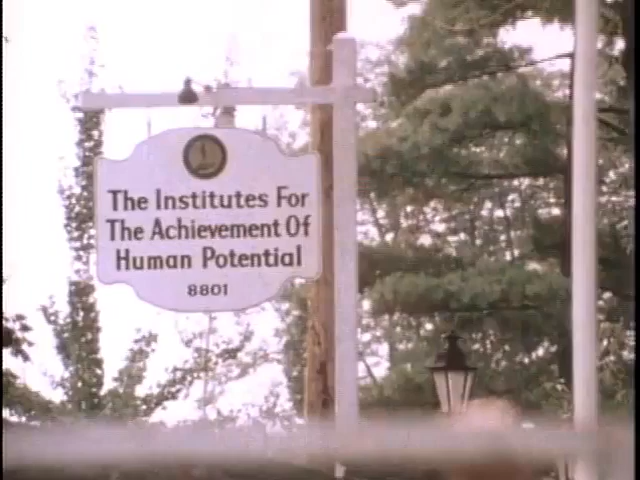 The Institutes For
The Achievement Of
Human Potential
8801